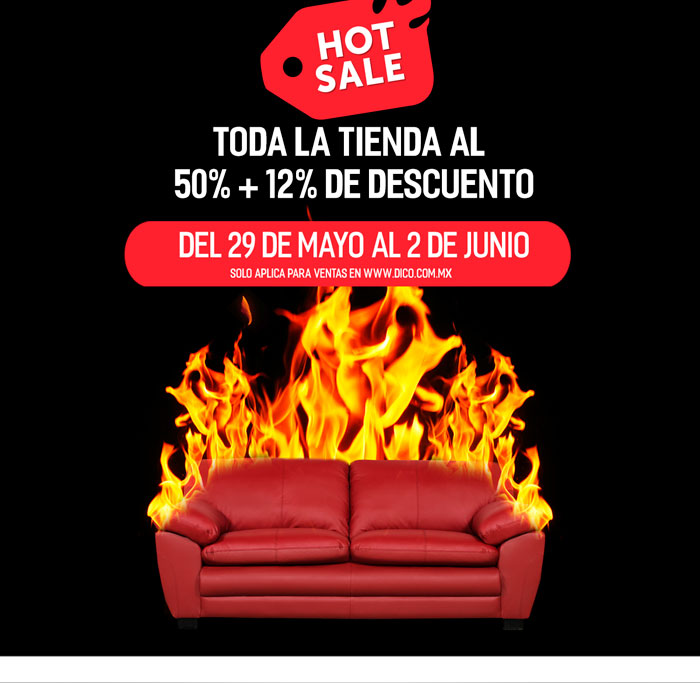 HOT
SALE
TODA LA TIENDA AL
50% + 12% DE DESCUENTO
DEL 29 DE MAYO AL 2 DE JUNIO
SOLO APLICA PARA VENTAS EN WWW.DICO.COM.MX